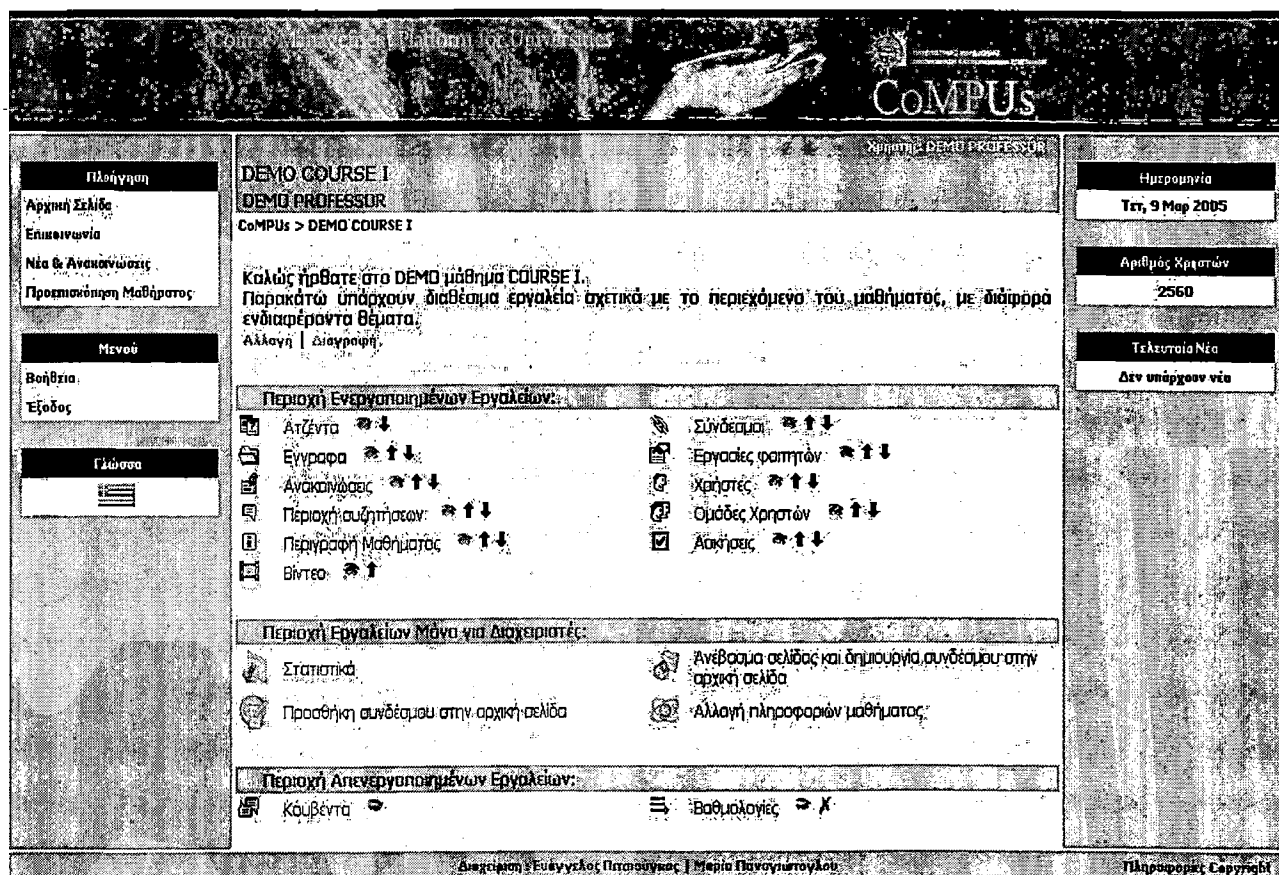 Course Management Platform for Universities
CoMPUs
Χρήστης: DEMO PROFESSOR
Πλοήγηση
Αρχική Σελίδα
Επικοινωνία
Νέα & Ανακοινώσεις
Προεπισκόπηση Μαθήματος
Μενού
Βοήθεια
Έξοδος
Γλώσσα
DEMO COURSE I
DEMO PROFESSOR
CoMPUs > DEMO COURSE I
Καλώς ήρθατε στο DEMO μάθημα COURSE I.
Παρακάτω υπάρχουν διαθέσιμα εργαλεία σχετικά με το περιεχόμενο του μαθήματος, με διάφορα
ενδιαφέροντα θέματα.
Αλλαγή | Διαγραφή
Περιοχή Ενεργοποιημένων Εργαλείων:
Ατζέντα
Σύνδεσμοι
Έγγραφα
Εργασίες φοιτητών
Ανακοινώσεις
Χρήστες
Περιοχή συζητήσεων
Ομάδες Χρηστών
Περιγραφή Μαθήματος
Ασκήσεις
Βίντεο
Περιοχή Εργαλείων Μόνο για Διαχειριστές:
Στατιστικά
Ανέβασμα σελίδας και δημιουργία συνδέσμου στην
αρχική σελίδα
Προσθήκη συνδέσμου στην αρχική σελίδα
Αλλαγή πληροφοριών μαθήματος
Περιοχή Απενεργοποιημένων Εργαλείων:
Κουβέντα
Βαθμολογίες
Ημερομηνία
Τετ, 9 Μαρ 2005
Αριθμός Χρηστών
2560
Τελευταία Νέα
Δεν υπάρχουν νέα
Διαχείριση : Ευάγγελος | Μαρία
Πληροφορίες Copyright